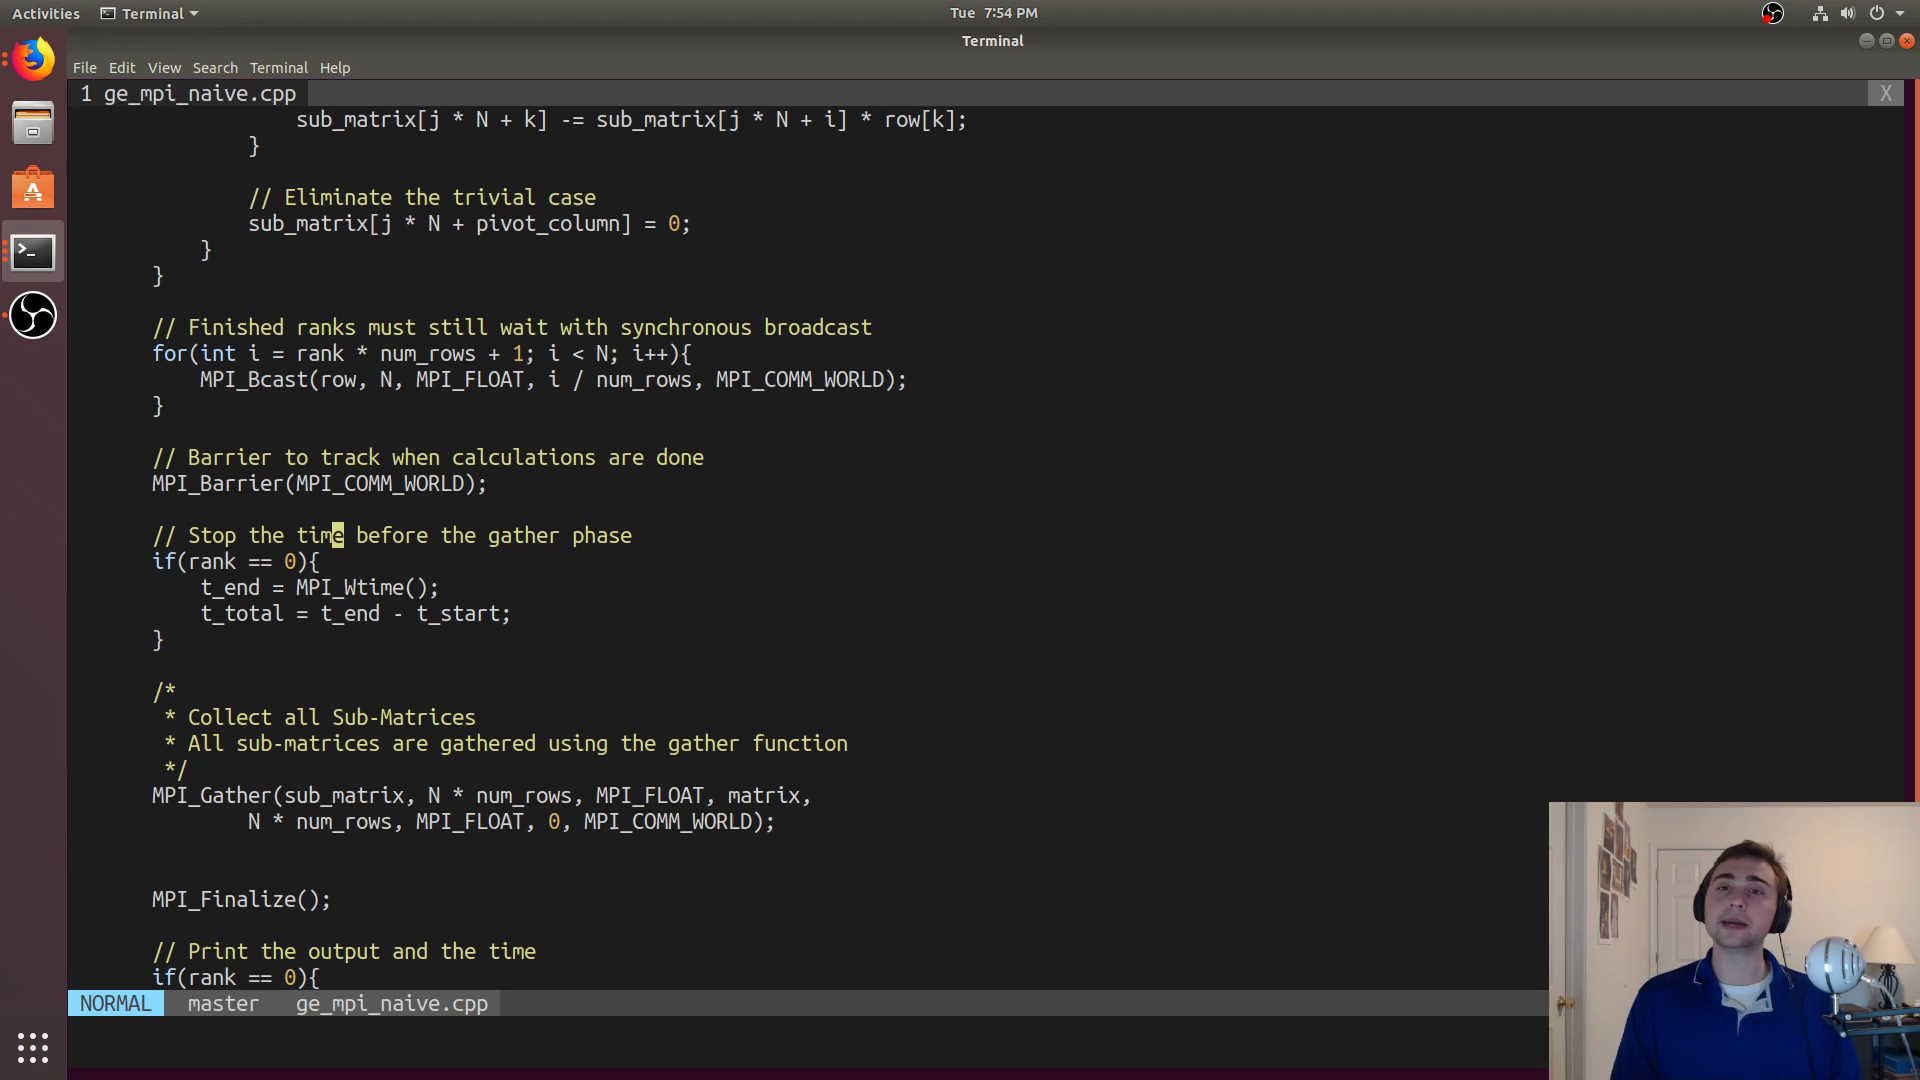 Activities
Terminal
Tue 7:54 PM
Terminal
File Edit View Search Terminal Help
1 ge_mpi_naive.cpp
X
sub_matrix[j * N + k] -= sub_matrix[j * N + i] * row[k];
}
// Eliminate the trivial case
sub_matrix[j * N + pivot_column] = 0;
}
}
// Finished ranks must still wait with synchronous broadcast
for(int i = rank * num_rows + 1; i < N; i++){
MPI_Bcast(row, N, MPI_FLOAT, i / num_rows, MPI_COMM_WORLD);
}
// Barrier to track when calculations are done
MPI_Barrier(MPI_COMM_WORLD);
// Stop the time before the gather phase
if(rank == 0){
t_end = MPI_Wtime();
t_total = t_end - t_start;
}
/*
* Collect all Sub-Matrices
* All sub-matrices are gathered using the gather function
*/
MPI_Gather(sub_matrix, N * num_rows, MPI_FLOAT, matrix,
N * num_rows, MPI_FLOAT, 0, MPI_COMM_WORLD);
MPI_Finalize();
// Print the output and the time
if(rank == 0){
NORMAL master ge_mpi_naive.cpp